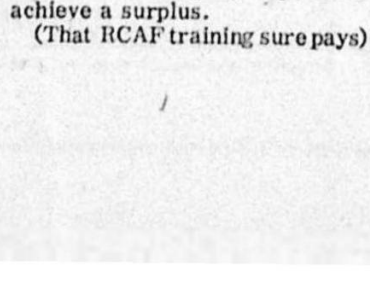 achieve a surplus.
(That RCAF training sure pays)